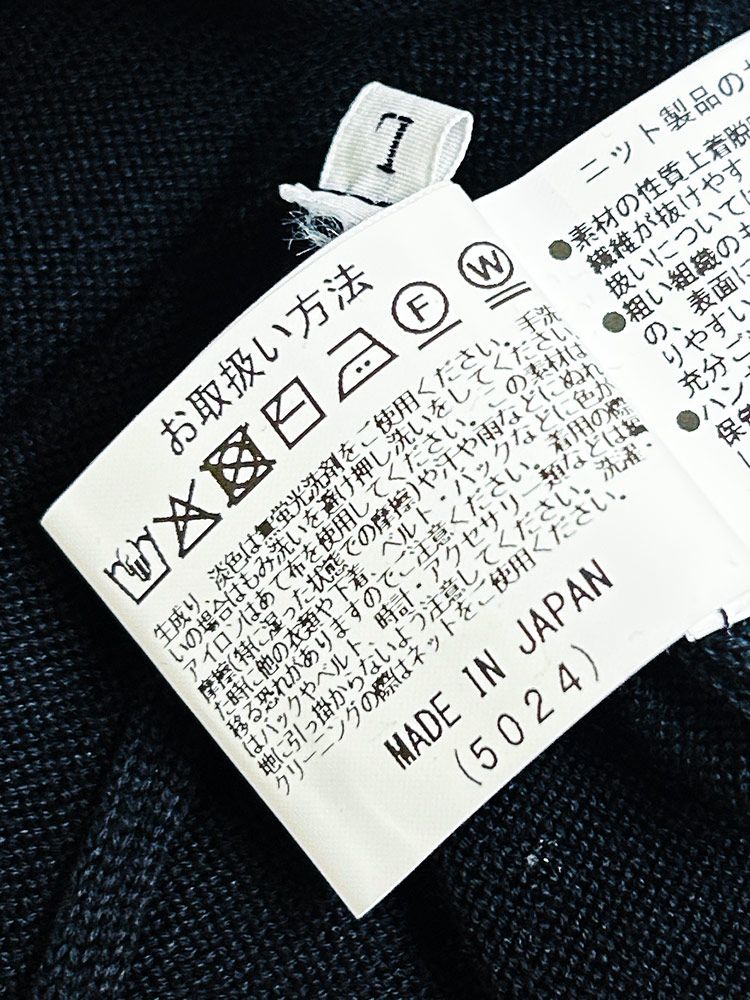 1
お取扱い方法
F W
生成り、淡色は無蛍光洗剤をご使用ください。手洗
いの場合はもみ洗いを避け押し洗いをしてください。
アイロンはあて布を使用してください。この素材は
摩擦(特に湿った状態での摩擦)や汗や雨などにぬれ
た時に他の衣類や下着、ベルト・バックなどに色が
移る恐れがありますのでご注意ください。着用の際
はバックやベルト、時計・アクセサリー類などは編
地に引っ掛からないよう注意してください。洗濯、
クリーニングの際はネットをご使用ください。
MADE IN JAPAN
(5024)
ニット製品の
●素材の性質上着脱
繊維が抜けやす
扱いについて
●粗い組織の
の、表面に
りやすい
充分ご
●ハン
保